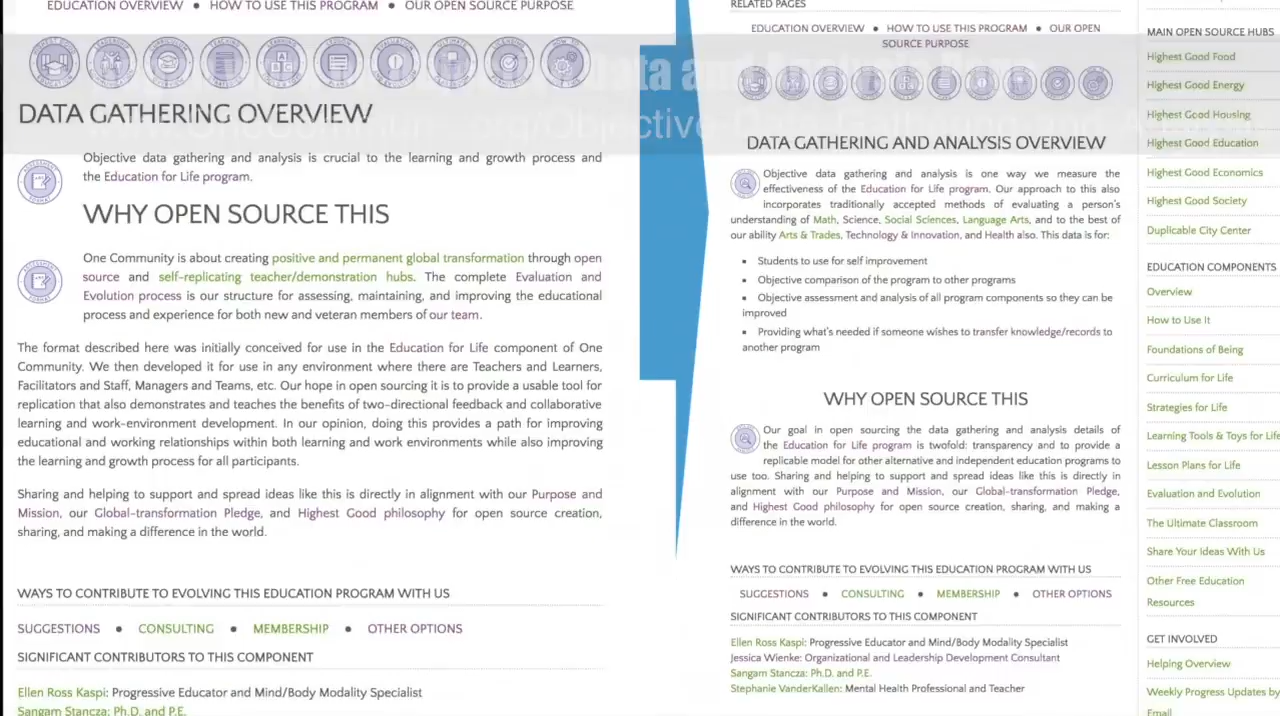 EDUCATION OVERVIEW ● HOW TO USE THIS PROGRAM ● OUR OPEN SOURCE PURPOSE
DATA GATHERING OVERVIEW
Objective data gathering and analysis is crucial to the learning and growth process and
the Education for Life program.
WHY OPEN SOURCE THIS
One Community is about creating positive and permanent global transformation through open
source and self-replicating teacher/demonstration hubs. The complete Evaluation and
Evolution process is our structure for assessing, maintaining, and improving the educational
process and experience for both new and veteran members of our team.
The format described here was initially conceived for use in the Education for Life component of One
Community. We then developed it for use in any environment where there are Teachers and Learners,
Facilitators and Staff, Managers and Teams, etc. Our hope in open sourcing it is to provide a usable tool for
replication that also demonstrates and teaches the benefits of two-directional feedback and collaborative
learning and work-environment development. In our opinion, doing this provides a path for improving
educational and working relationships within both learning and work environments while also improving
the learning and growth process for all participants.
Sharing and helping to support and spread ideas like this is directly in alignment with our Purpose and
Mission, our Global-transformation Pledge, and Highest Good philosophy for open source creation,
sharing, and making a difference in the world.
WAYS TO CONTRIBUTE TO EVOLVING THIS EDUCATION PROGRAM WITH US
SUGGESTIONS ● CONSULTING ● MEMBERSHIP ● OTHER OPTIONS
SIGNIFICANT CONTRIBUTORS TO THIS COMPONENT
Ellen Ross Kaspi: Progressive Educator and Mind/Body Modality Specialist
Sangam Stancza: Ph.D. and P.E.
RELATED PAGES
EDUCATION OVERVIEW ● HOW TO USE THIS PROGRAM ● OUR OPEN
SOURCE PURPOSE
DATA GATHERING AND ANALYSIS OVERVIEW
Objective data gathering and analysis is one way we measure the
effectiveness of the Education for Life program. Our approach to this also
incorporates traditionally accepted methods of evaluating a person's
understanding of Math, Science, Social Sciences, Language Arts, and to the best of
our ability Arts & Trades, Technology & Innovation, and Health also. This data is for:
Students to use for self improvement
Objective comparison of the program to other programs
Objective assessment and analysis of all program components so they can be
improved
Providing what's needed if someone wishes to transfer knowledge/records to
another program
WHY OPEN SOURCE THIS
Our goal in open sourcing the data gathering and analysis details of
the Education for Life program is twofold: transparency and to provide a
replicable model for other alternative and independent education programs to
use too. Sharing and helping to support and spread ideas like this is directly in
alignment with our Purpose and Mission, our Global-transformation Pledge,
and Highest Good philosophy for open source creation, sharing, and making a
difference in the world.
WAYS TO CONTRIBUTE TO EVOLVING THIS EDUCATION PROGRAM WITH US
SUGGESTIONS ● CONSULTING ● MEMBERSHIP ● OTHER OPTIONS
SIGNIFICANT CONTRIBUTORS TO THIS COMPONENT
Ellen Ross Kaspi: Progressive Educator and Mind/Body Modality Specialist
Jessica Wienke: Organizational and Leadership Development Consultant
Sangam Stancza: Ph.D. and P.E.
Stephanie VanderKallen: Mental Health Professional and Teacher
MAIN OPEN SOURCE HUBS
Highest Good Food
Highest Good Energy
Highest Good Housing
Highest Good Education
Highest Good Economics
Highest Good Society
Duplicable City Center
EDUCATION COMPONENTS
Overview
How to Use It
Foundations of Being
Curriculum for Life
Strategies for Life
Learning Tools & Toys for Life
Lesson Plans for Life
Evaluation and Evolution
The Ultimate Classroom
Share Your Ideas With Us
Other Free Education
Resources
GET INVOLVED
Helping Overview
Weekly Progress Updates by
Email